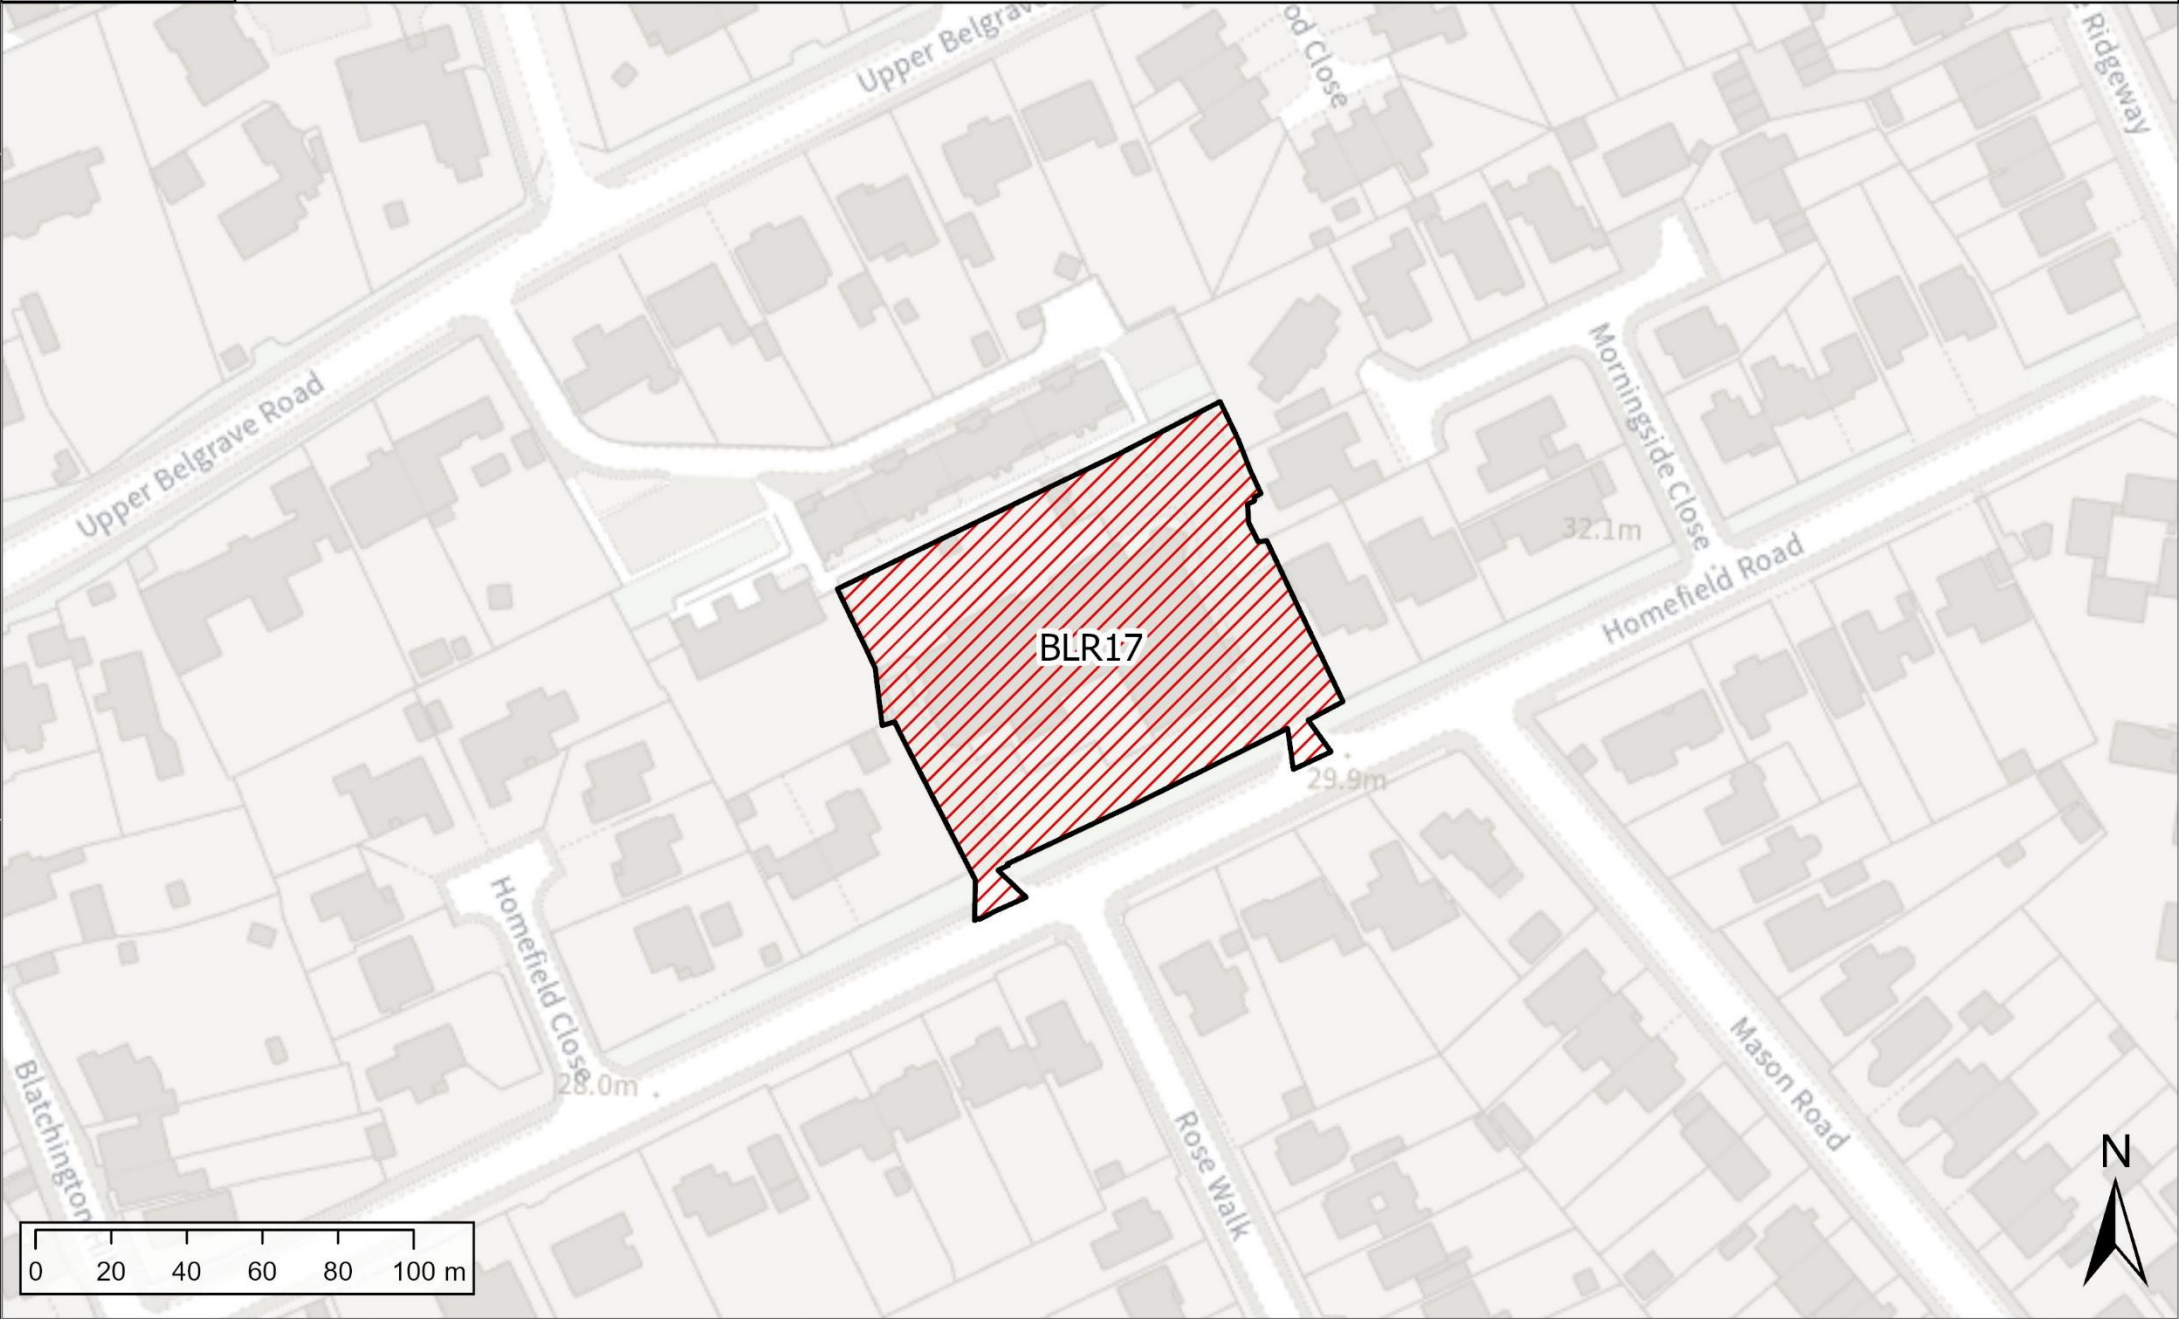 Upper Belgrave
od Close
Ridgeway
Upper Belgrave Road
Morningside Close
32.1m
Homefield Road
BLR17
29.9m
Homefield Close
28.0m
Blatchington
Mason Road
Rose Walk
N
0 20 40 60 80 100 m